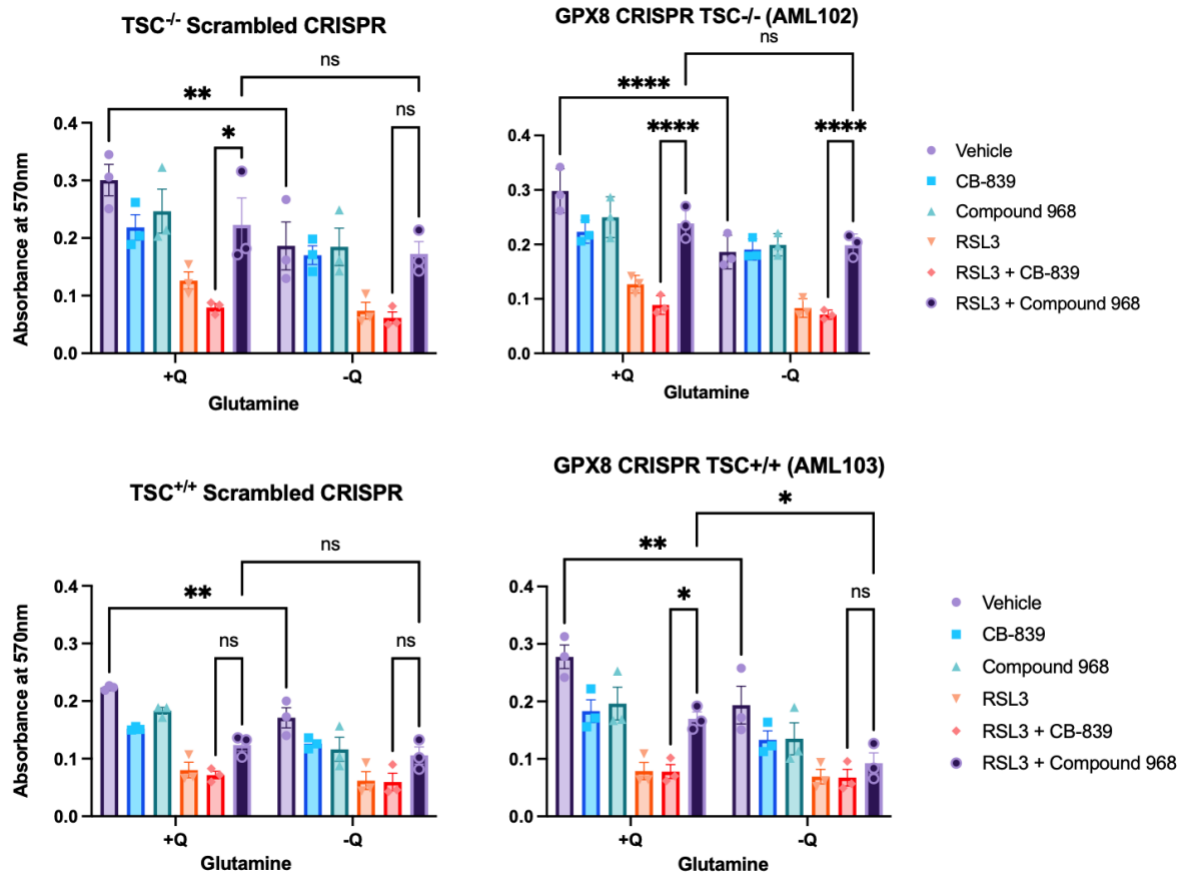 TSC-/- Scrambled CRISPR
ns
**
ns
*
Absorbance at 570nm
0.4
0.3
0.2
0.1
0.0
+Q
-Q
Glutamine
GPX8 CRISPR TSC-/- (AML102)
ns
****
****
****
0.4
0.3
0.2
0.1
0.0
+Q
-Q
Glutamine
Vehicle
CB-839
Compound 968
RSL3
RSL3 + CB-839
RSL3 + Compound 968
TSC+/+ Scrambled CRISPR
ns
**
ns
ns
Absorbance at 570nm
0.4
0.3
0.2
0.1
0.0
+Q
-Q
Glutamine
GPX8 CRISPR TSC+/+ (AML103)
*
**
*
ns
0.4
0.3
0.2
0.1
0.0
+Q
-Q
Glutamine
Vehicle
CB-839
Compound 968
RSL3
RSL3 + CB-839
RSL3 + Compound 968